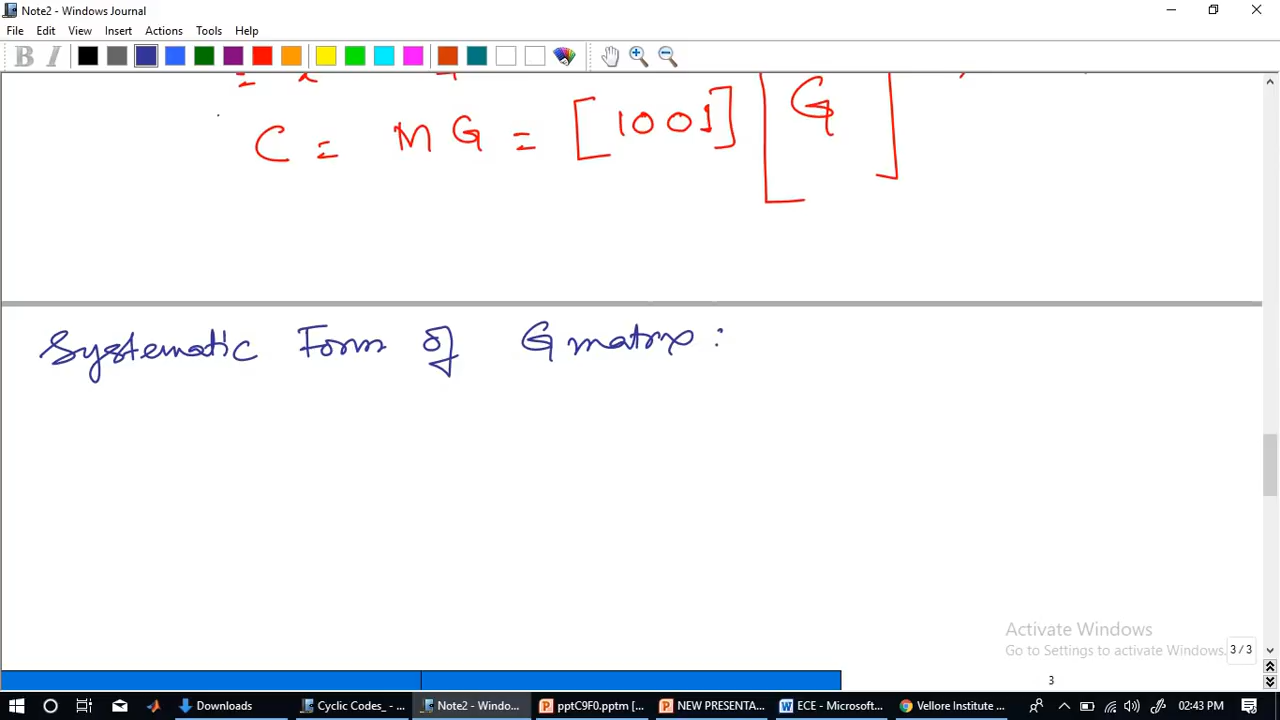 Note2 - Windows Journal
File Edit View Insert Actions Tools Help
B I
C = MG = [1001] [G]
Systematic Form of G matrix:
Activate Windows
Go to Settings to activate Windows.
3 / 3
3
Downloads
Cyclic Codes_ - ...
Note2 - Windo...
pptC9F0.pptm [...
NEW PRESENTA...
ECE - Microsoft...
Vellore Institute ...
02:43 PM